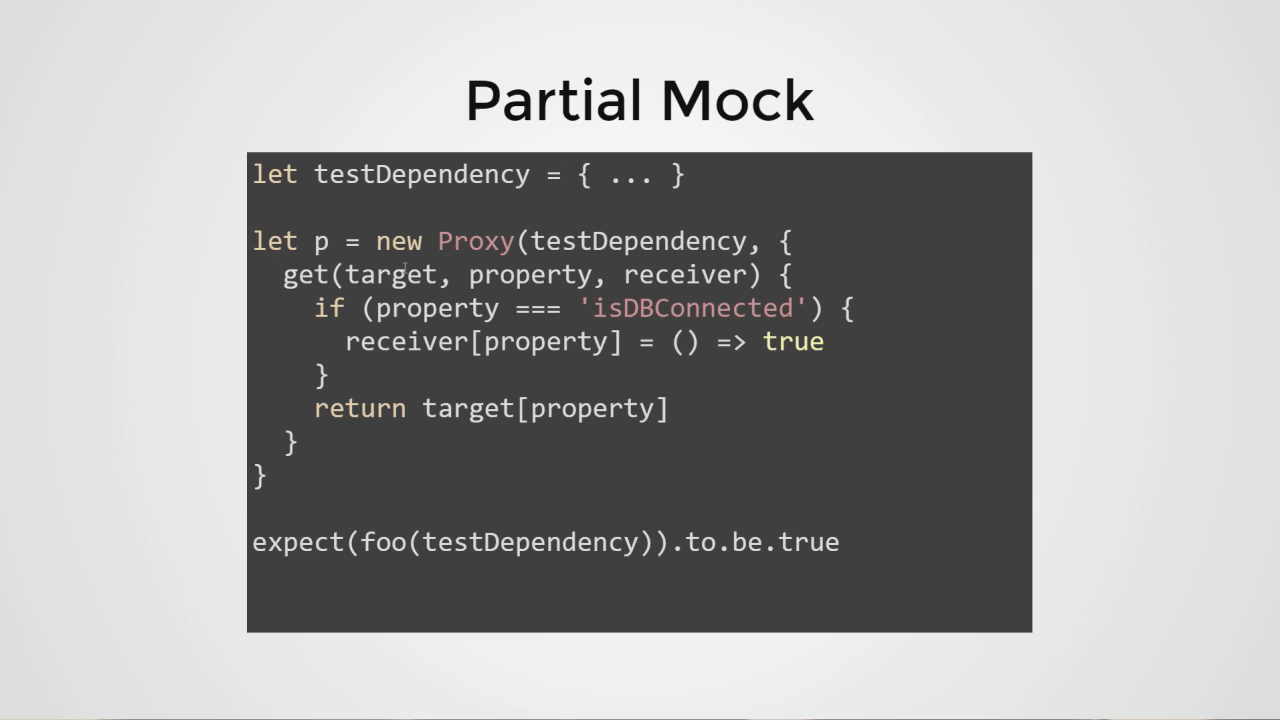 Partial Mock
let testDependency = { ... }
let p = new Proxy(testDependency, {
  get(target, property, receiver) {
    if (property === 'isDBConnected') {
      receiver[property] = () => true
    }
    return target[property]
  }
}
expect(foo(testDependency)).to.be.true